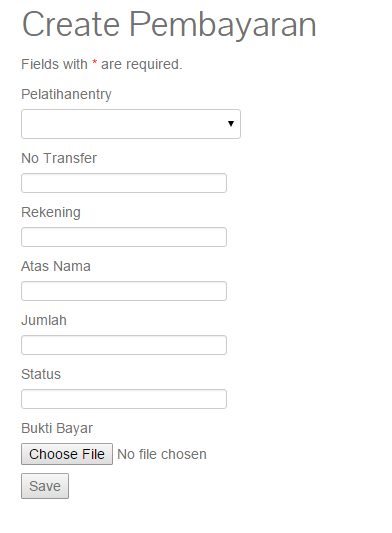 Create Pembayaran
Fields with * are required.
Pelatihanentry
No Transfer
Rekening
Atas Nama
Jumlah
Status
Bukti Bayar
Choose File No file chosen
Save